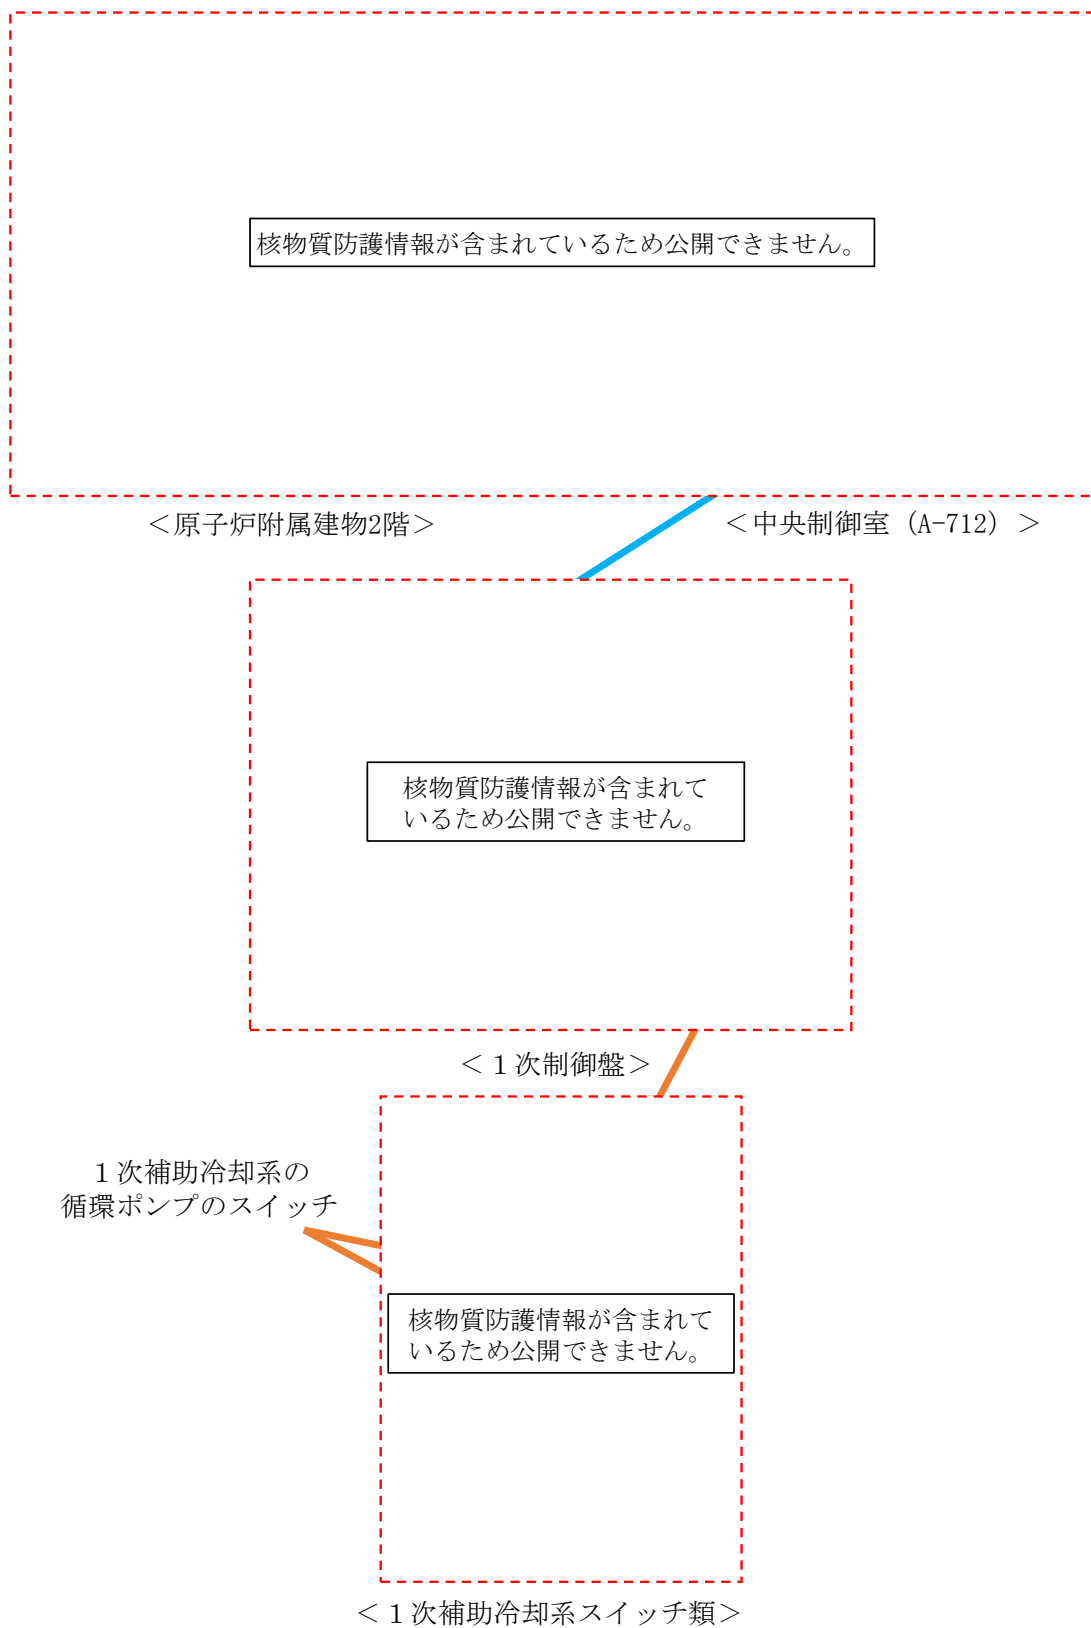 核物質防護情報が含まれているため公開できません。
＜原子炉附属建物2階＞
＜中央制御室（A-712）＞
核物質防護情報が含まれて
いるため公開できません。
＜１次制御盤＞
１次補助冷却系の
循環ポンプのスイッチ
核物質防護情報が含まれて
いるため公開できません。
＜１次補助冷却系スイッチ類＞